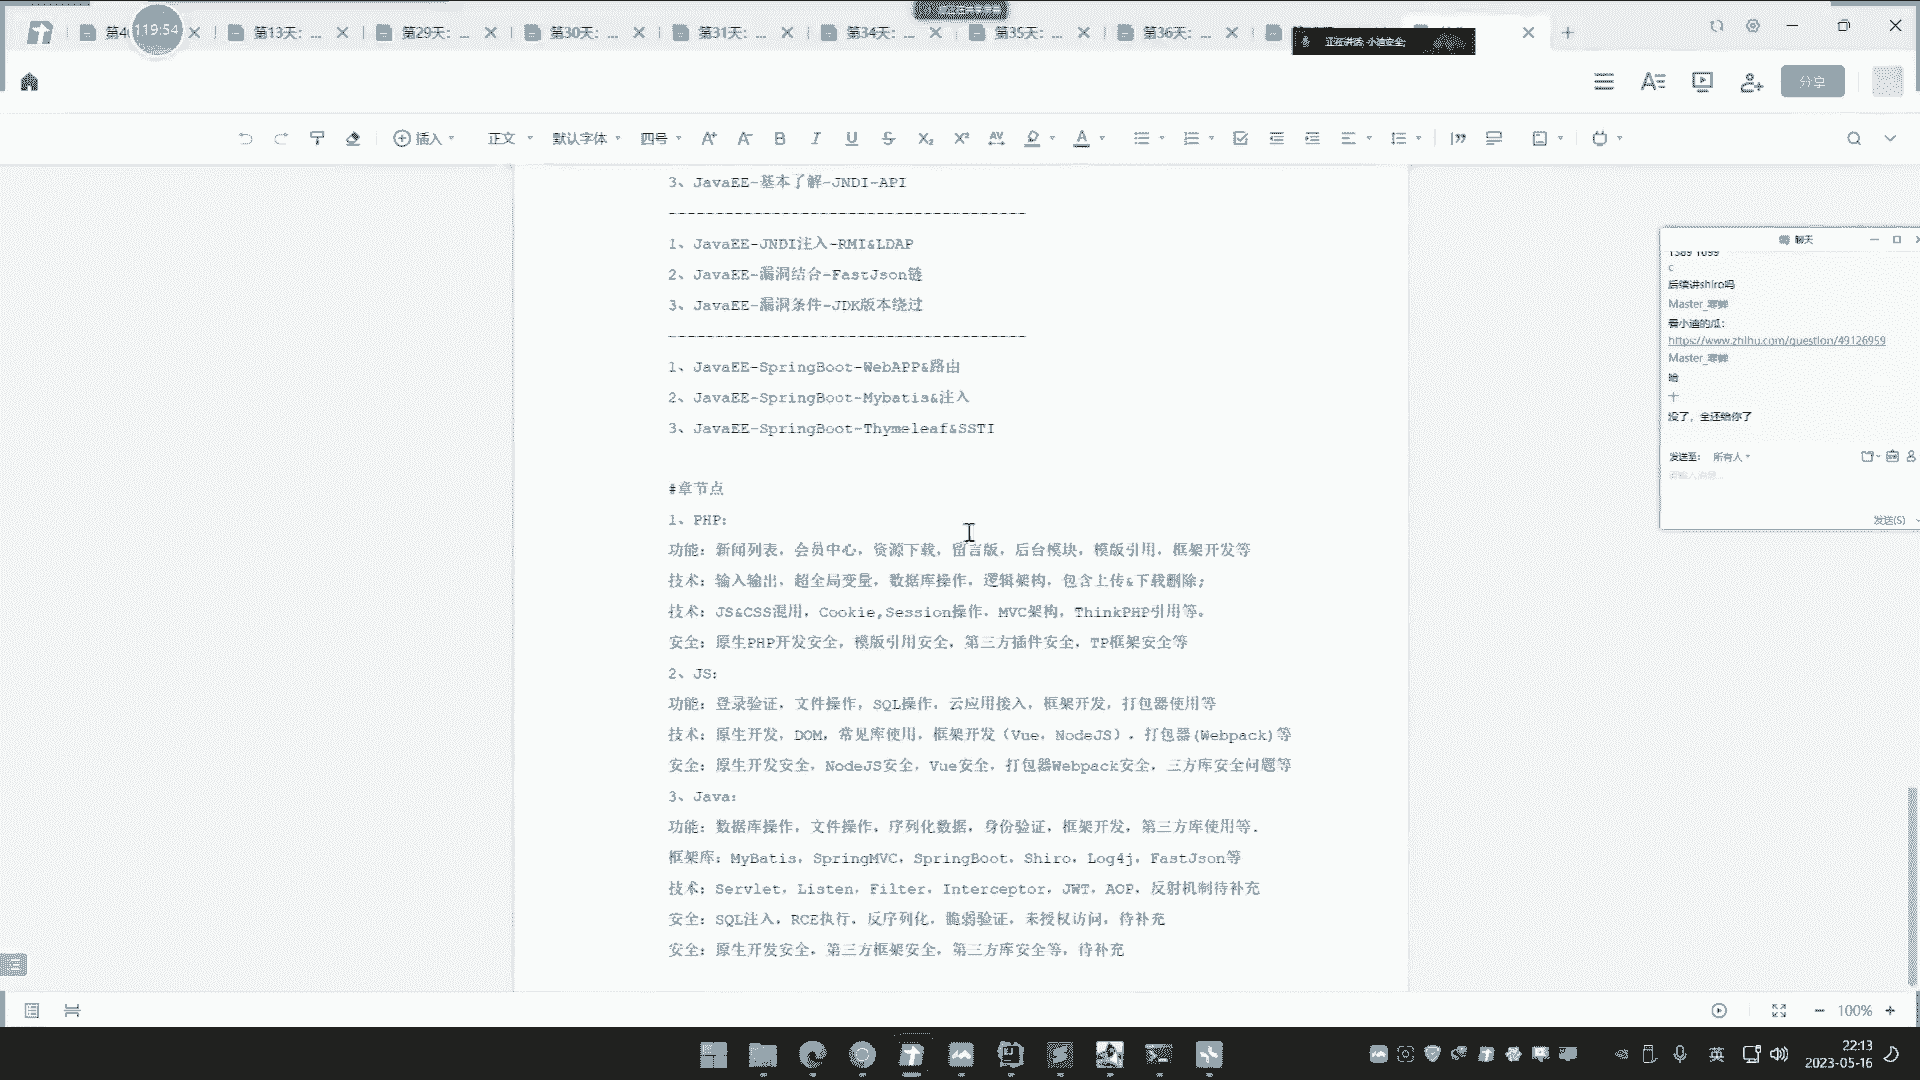 119:54
第13天: ...
第29天: ...
第30天: ...
第31天: ...
第34天: ...
第35天: ...
第36天: ...
正在讲话: 小迪安全;
分享
插入
正文
默认字体
四号
3、JavaEE-基本了解-JNDI-API
--------------------------------------
1、JavaEE-JNDI注入-RMI&LDAP
2、JavaEE-漏洞结合-FastJson链
3、JavaEE-漏洞条件-JDK版本绕过
--------------------------------------
1、JavaEE-SpringBoot-WebAPP&路由
2、JavaEE-SpringBoot-Mybatis&注入
3、JavaEE-SpringBoot-Thymeleaf&SSTI
#章节点
1、PHP:
功能：新闻列表，会员中心，资源下载，留言版，后台模块，模版引用，框架开发等
技术：输入输出，超全局变量，数据库操作，逻辑架构，包含上传&下载删除;
技术：JS&CSS混用，Cookie,Session操作，MVC架构，ThinkPHP引用等。
安全：原生PHP开发安全，模版引用安全，第三方插件安全，TP框架安全等
2、JS:
功能：登录验证，文件操作，SQL操作，云应用接入，框架开发，打包器使用等
技术：原生开发，DOM，常见库使用，框架开发（Vue，NodeJS），打包器(Webpack)等
安全：原生开发安全，NodeJS安全，Vue安全，打包器Webpack安全，三方库安全问题等
3、Java:
功能：数据库操作，文件操作，序列化数据，身份验证，框架开发，第三方库使用等.
框架库：MyBatis，SpringMVC，SpringBoot，Shiro，Log4j，FastJson等
技术：Servlet，Listen，Filter，Interceptor，JWT，AOP，反射机制待补充
安全：SQL注入，RCE执行，反序列化，脆弱验证，未授权访问，待补充
安全：原生开发安全，第三方框架安全，第三方库安全等，待补充
聊天
c
后续讲shiro吗
看小迪的瓜:
https://www.zhihu.com/question/49126959
十
没了，全还给你了
发送至: 所有人
请输入消息...
发送(S)
100%
英
22:13
2023-05-16